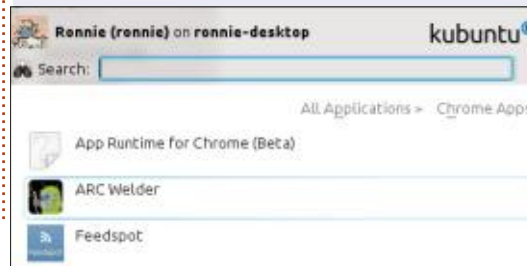 Ronnie (ronnie) on ronnie-desktop
kubuntu
Search:
All Applications > Chrome Apps
App Runtime for Chrome (Beta)
ARC Welder
Feedspot